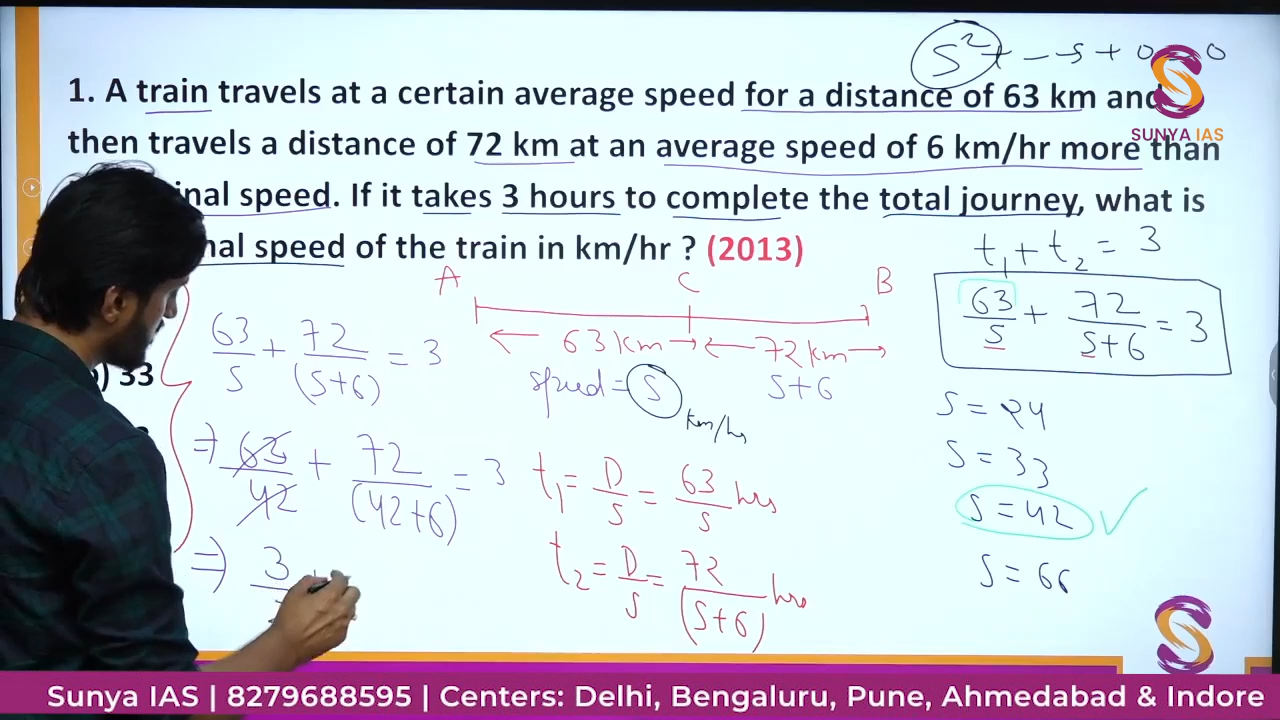 S² + - s + 0 0
1. A train travels at a certain average speed for a distance of 63 km and
SUNYA IAS
then travels a distance of 72 km at an average speed of 6 km/hr more than
nal speed. If it takes 3 hours to complete the total journey, what is
nal speed of the train in km/hr ? (2013)
t₁ + t₂ = 3
A C B
63/s + 72/(s+6) = 3
63 km 72 km
63/s + 72/s+6 = 3
) 33
speed = s km/hr
s+6
s = 24
⇒ 63/42 + 72/(42+6) = 3
s = 33
t₁ = D/s = 63/s hrs
s = 42 ✓
⇒ 3
t₂ = D/s = 72/(s+6) hrs
s = 66
SUNYA IAS
Sunya IAS | 8279688595 | Centers: Delhi, Bengaluru, Pune, Ahmedabad & Indore